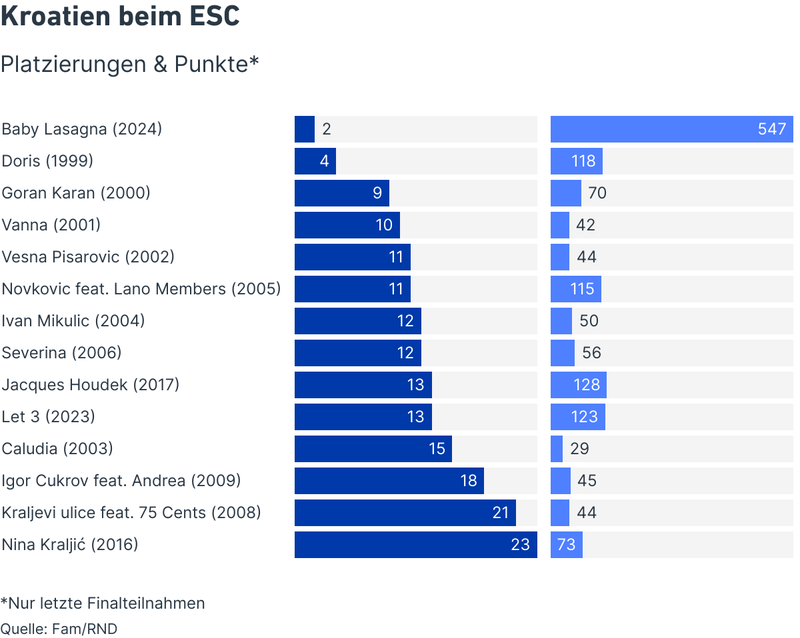 Kroatien beim ESC
Platzierungen & Punkte*
Baby Lasagna (2024) 2 547
Doris (1999) 4 118
Goran Karan (2000) 9 70
Vanna (2001) 10 42
Vesna Pisarovic (2002) 11 44
Novkovic feat. Lano Members (2005) 11 115
Ivan Mikulic (2004) 12 50
Severina (2006) 12 56
Jacques Houdek (2017) 13 128
Let 3 (2023) 13 123
Caludia (2003) 15 29
Igor Cukrov feat. Andrea (2009) 18 45
Kraljevi ulice feat. 75 Cents (2008) 21 44
Nina Kraljić (2016) 23 73
*Nur letzte Finalteilnahmen
Quelle: Fam/RND